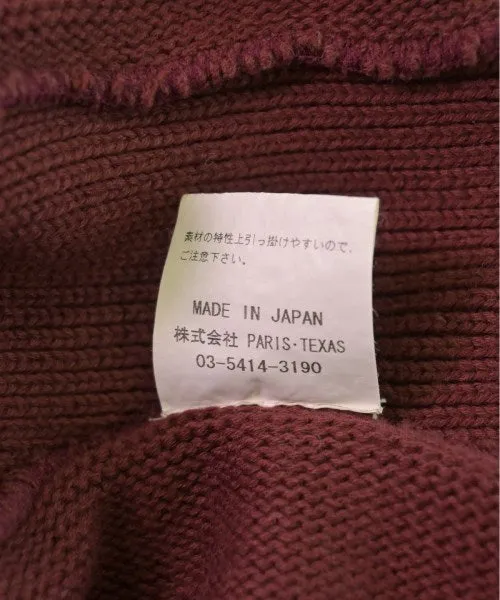 素材の特性上引っ掛けやすいので、
ご注意下さい。
MADE IN JAPAN
株式会社 PARIS・TEXAS
03-5414-3190